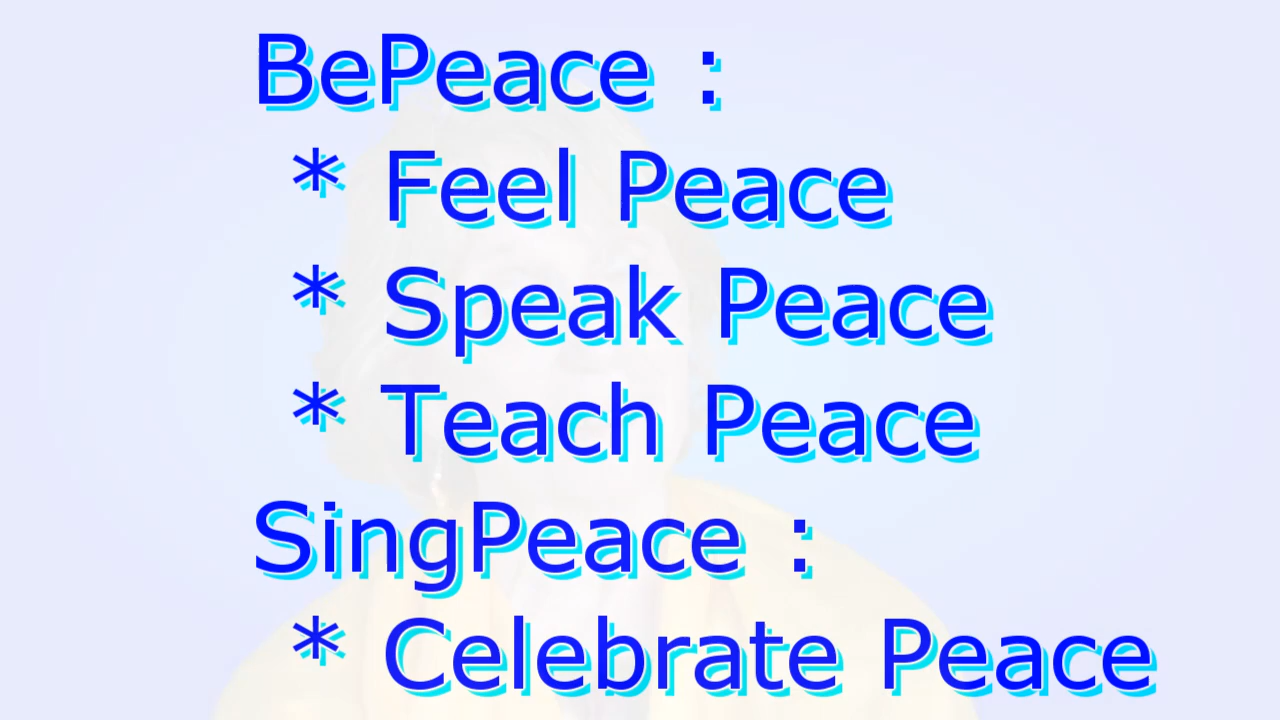 BePeace :
* Feel Peace
* Speak Peace
* Teach Peace
SingPeace :
* Celebrate Peace